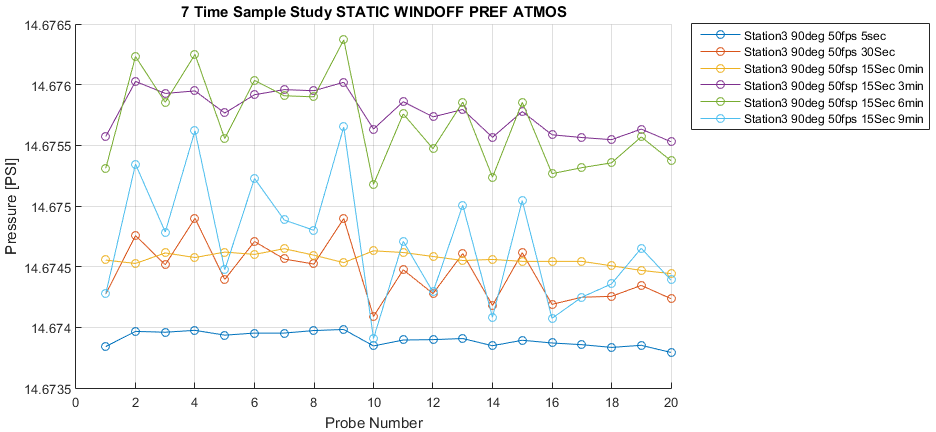 7 Time Sample Study STATIC WINDOFF PREF ATMOS
14.6765
14.676
14.6755
14.675
14.6745
14.674
14.6735
Pressure [PSI]
0 2 4 6 8 10 12 14 16 18 20
Probe Number
Station3 90deg 50fps 5sec
Station3 90deg 50fps 30Sec
Station3 90deg 50fsp 15Sec 0min
Station3 90deg 50fsp 15Sec 3min
Station3 90deg 50fsp 15Sec 6min
Station3 90deg 50fps 15Sec 9min